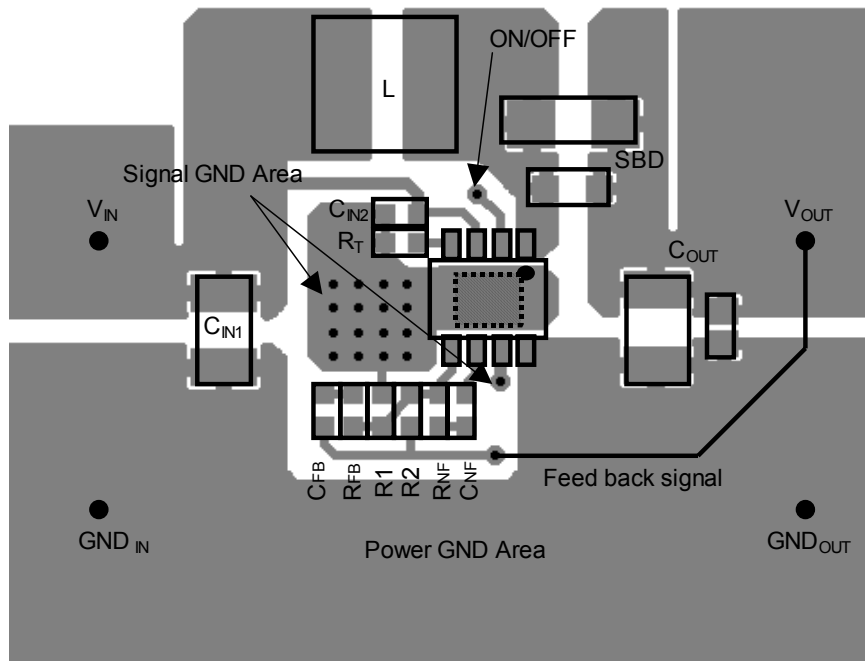 ON/OFF
L
SBD
Signal GND Area
CIN2
VIN
VOUT
RT
COUT
CIN1
CFB
RFB
R1
R2
RNF
CNF
Feed back signal
GND IN
Power GND Area
GNDOUT